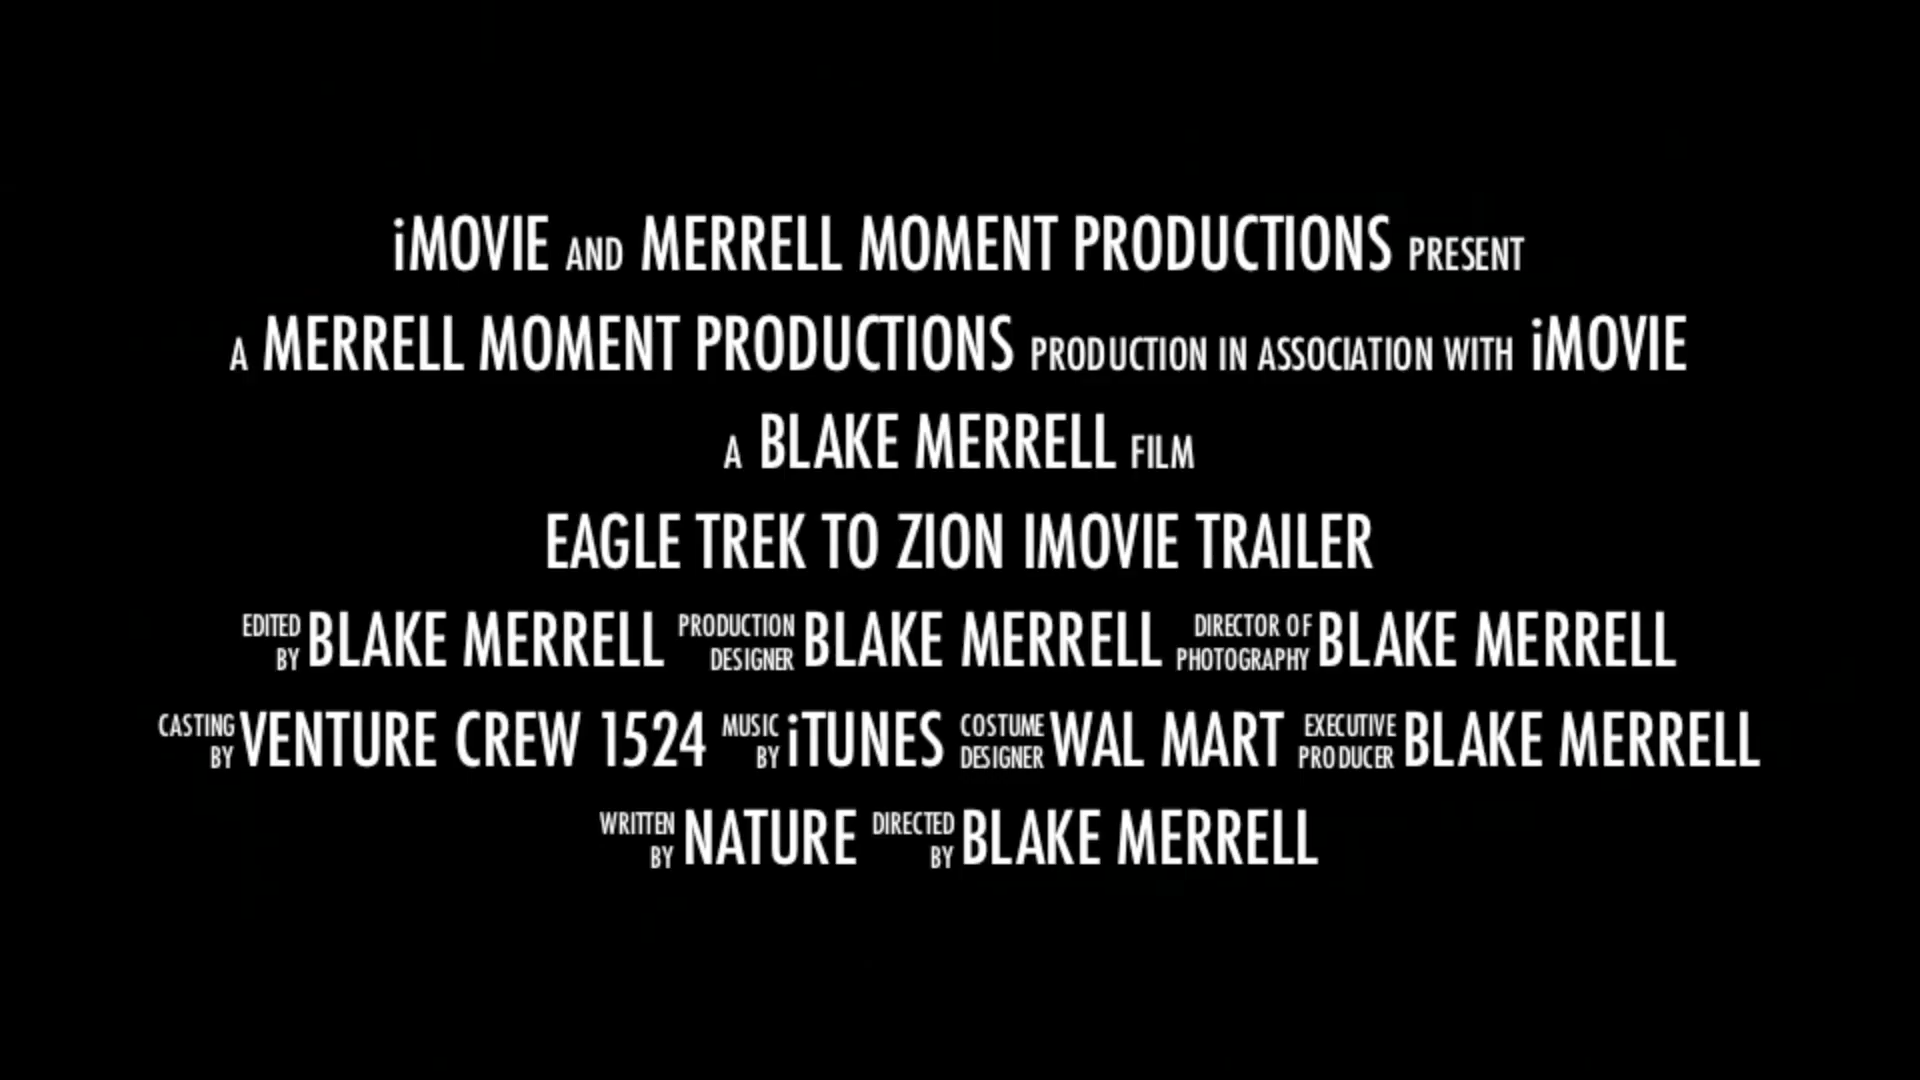 iMOVIE AND MERRELL MOMENT PRODUCTIONS PRESENT
A MERRELL MOMENT PRODUCTIONS PRODUCTION IN ASSOCIATION WITH iMOVIE
A BLAKE MERRELL FILM
EAGLE TREK TO ZION IMOVIE TRAILER
EDITED BY BLAKE MERRELL PRODUCTION DESIGNER BLAKE MERRELL DIRECTOR OF PHOTOGRAPHY BLAKE MERRELL
CASTING BY VENTURE CREW 1524 MUSIC BY iTUNES COSTUME DESIGNER WAL MART EXECUTIVE PRODUCER BLAKE MERRELL
WRITTEN BY NATURE DIRECTED BY BLAKE MERRELL